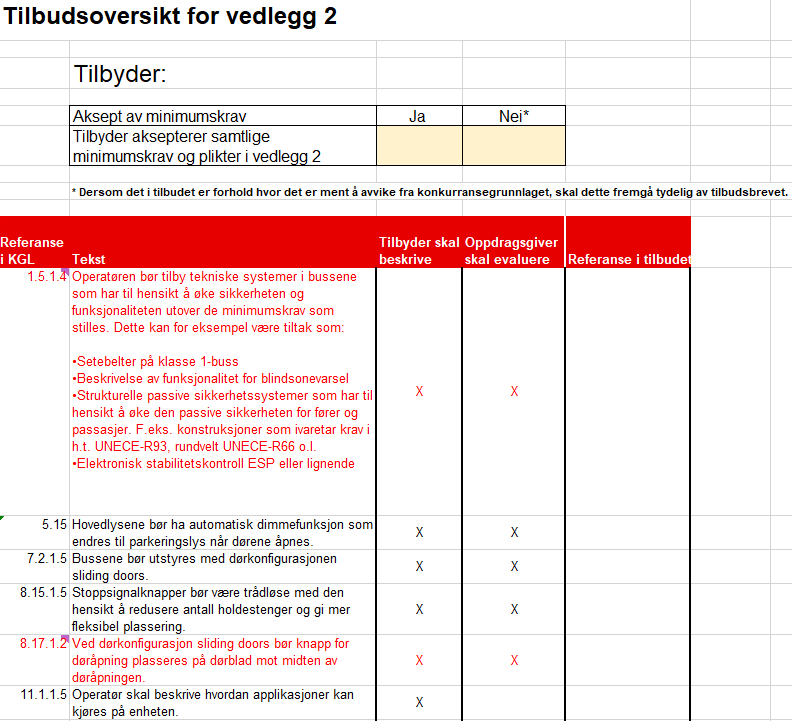 Tilbudsoversikt for vedlegg 2
Tilbyder:
Aksept av minimumskrav Ja Nei*
Tilbyder aksepterer samtlige
minimumskrav og plikter i vedlegg 2
* Dersom det i tilbudet er forhold hvor det er ment å avvike fra konkurransegrunnlaget, skal dette fremgå tydelig av tilbudsbrevet.
Referanse
i KGL
Tekst
Tilbyder skal
beskrive
Oppdragsgiver
skal evaluere
Referanse i tilbudet
1.5.1.4 Operatøren bør tilby tekniske systemer i bussene
som har til hensikt å øke sikkerheten og
funksjonaliteten utover de minimumskrav som
stilles. Dette kan for eksempel være tiltak som:
•Setebelter på klasse 1-buss
•Beskrivelse av funksjonalitet for blindsonevarsel
•Strukturelle passive sikkerhetssystemer som har til
hensikt å øke den passive sikkerheten for fører og
passasjer. F.eks. konstruksjoner som ivaretar krav i
h.t. UNECE-R93, rundvelt UNECE-R66 o.l.
•Elektronisk stabilitetskontroll ESP eller lignende
X X
5.15 Hovedlysene bør ha automatisk dimmefunksjon som
endres til parkeringslys når dørene åpnes.
X X
7.2.1.5 Bussene bør utstyres med dørkonfigurasjonen
sliding doors.
X X
8.15.1.5 Stoppsignalknapper bør være trådløse med den
hensikt å redusere antall holdestenger og gi mer
fleksibel plassering.
X X
8.17.1.2 Ved dørkonfigurasjon sliding doors bør knapp for
døråpning plasseres på dørblad mot midten av
døråpningen.
X X
11.1.1.5 Operatør skal beskrive hvordan applikasjoner kan
kjøres på enheten.
X